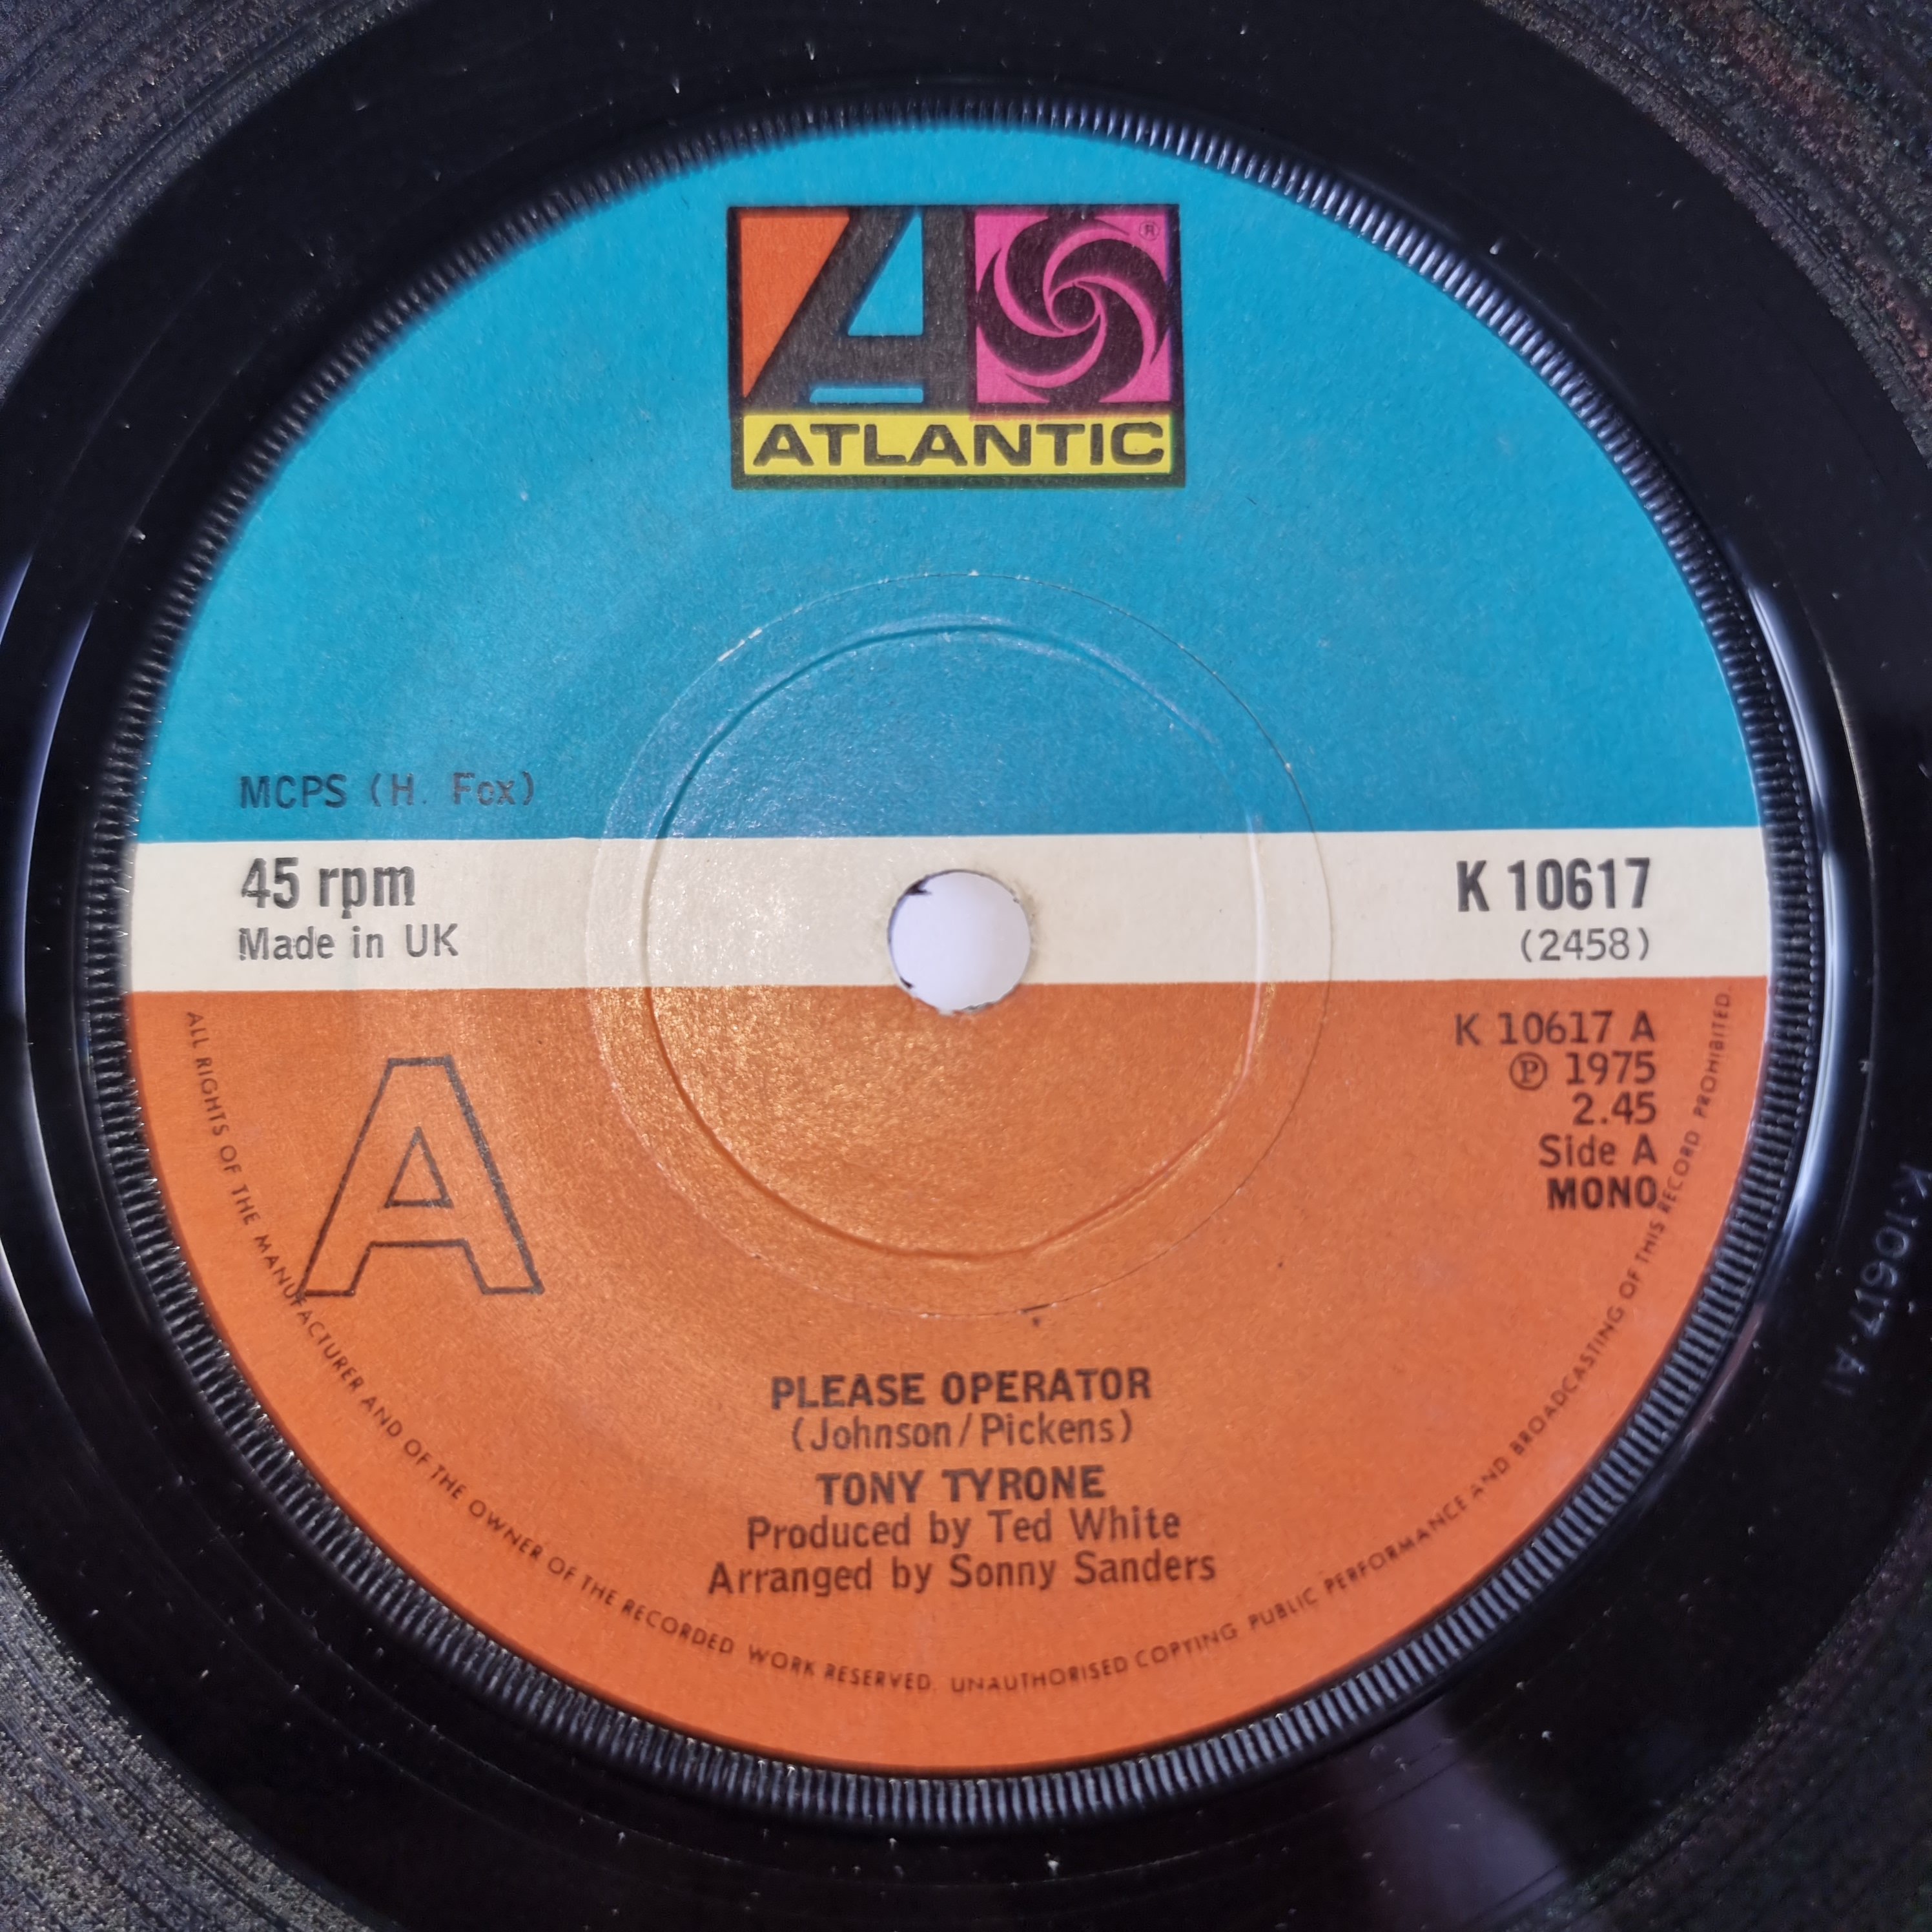 A
®
ATLANTIC
MCPS (H. Fox)
45 rpm
Made in UK
K 10617
(2458)
A
K 10617 A
℗ 1975
2.45
Side A
MONO
PLEASE OPERATOR
(Johnson/Pickens)
TONY TYRONE
Produced by Ted White
Arranged by Sonny Sanders
ALL RIGHTS OF THE MANUFACTURER AND OF THE OWNER OF THE RECORDED WORK RESERVED. UNAUTHORISED COPYING PUBLIC PERFORMANCE AND BROADCASTING OF THIS RECORD PROHIBITED.
K·10617·A1